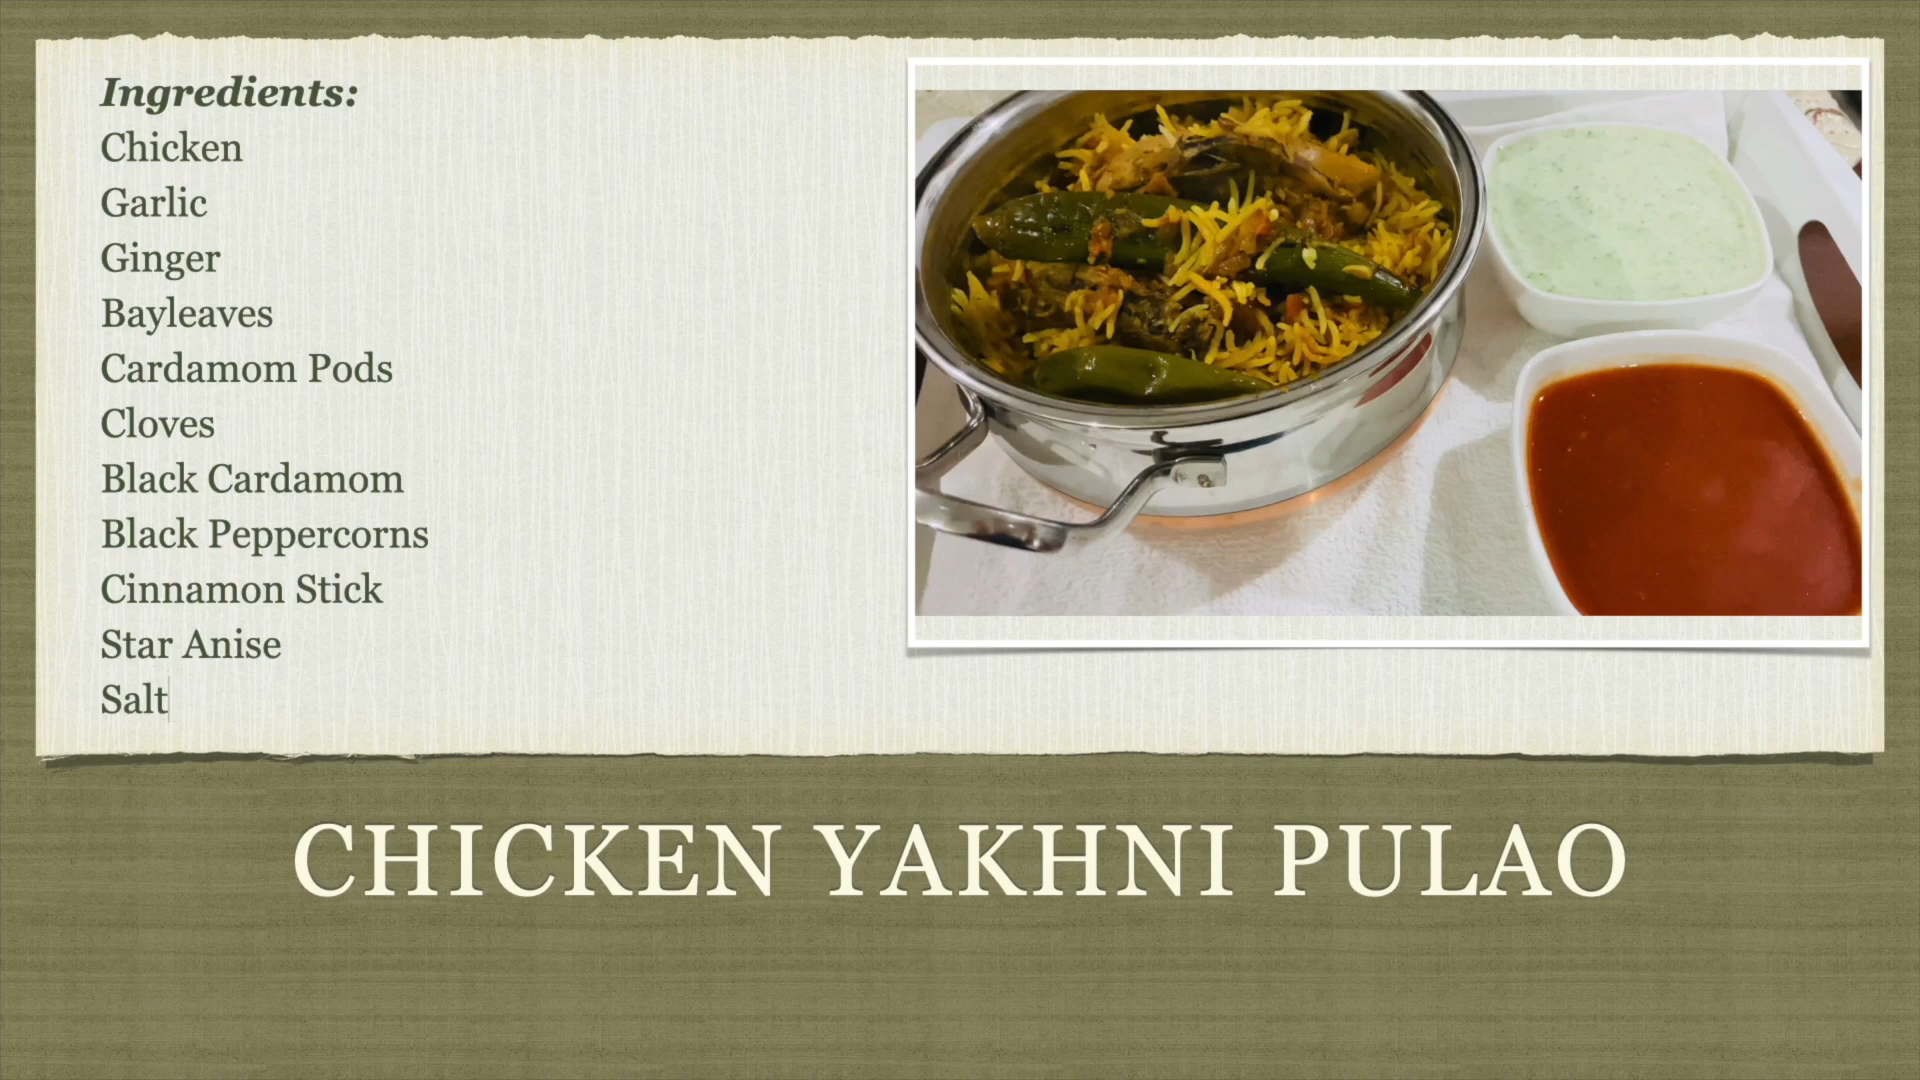 Ingredients:
Chicken
Garlic
Ginger
Bayleaves
Cardamom Pods
Cloves
Black Cardamom
Black Peppercorns
Cinnamon Stick
Star Anise
Salt
CHICKEN YAKHNI PULAO